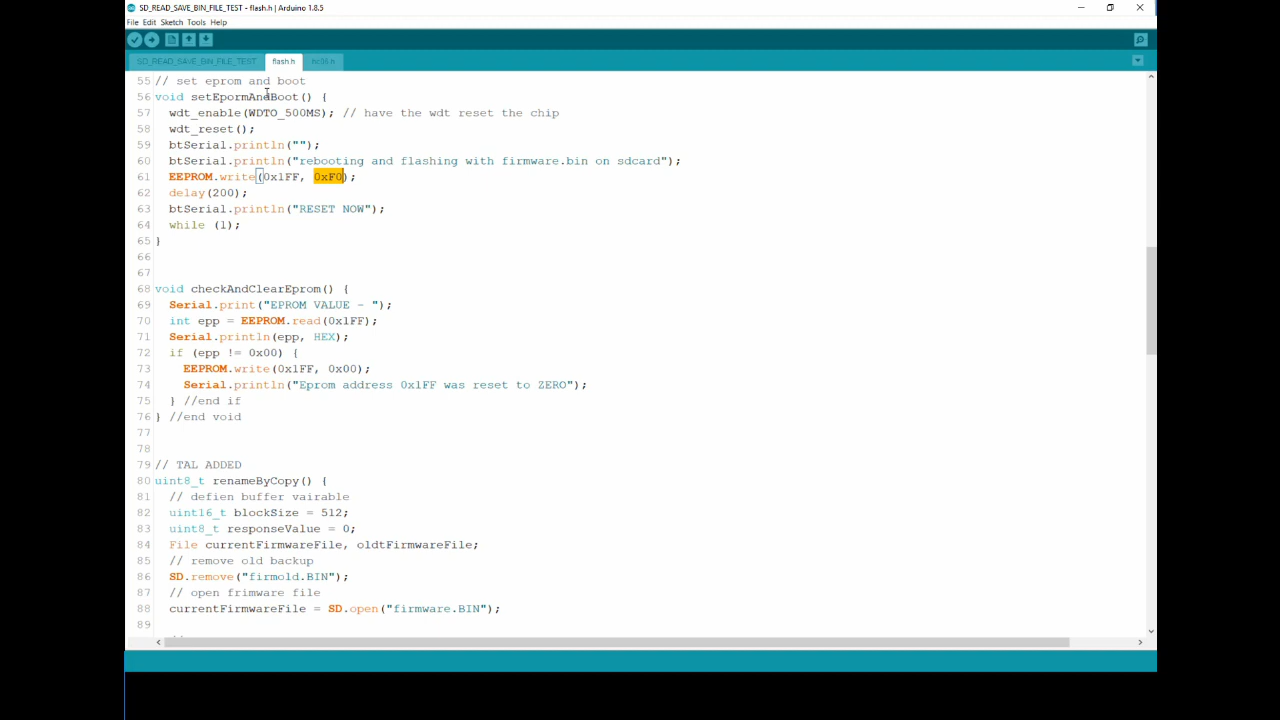 SD_READ_SAVE_BIN_FILE_TEST - flash.h | Arduino 1.8.5
File Edit Sketch Tools Help
SD_READ_SAVE_BIN_FILE_TEST flash.h
55 // set eprom and boot
56 void setEpormAndBoot() {
57 wdt_enable(WDTO_500MS); // have the wdt reset the chip
58 wdt_reset();
59 btSerial.println("");
60 btSerial.println("rebooting and flashing with firmware.bin on sdcard");
61 EEPROM.write(0x1FF, 0xF0);
62 delay(200);
63 btSerial.println("RESET NOW");
64 while (1);
65 }
66
67
68 void checkAndClearEprom() {
69 Serial.print("EPROM VALUE - ");
70 int epp = EEPROM.read(0x1FF);
71 Serial.println(epp, HEX);
72 if (epp != 0x00) {
73 EEPROM.write(0x1FF, 0x00);
74 Serial.println("Eprom address 0x1FF was reset to ZERO");
75 } //end if
76 } //end void
77
78
79 // TAL ADDED
80 uint8_t renameByCopy() {
81 // defien buffer vairable
82 uint16_t blockSize = 512;
83 uint8_t responseValue = 0;
84 File currentFirmwareFile, oldtFirmwareFile;
85 // remove old backup
86 SD.remove("firmold.BIN");
87 // open frimware file
88 currentFirmwareFile = SD.open("firmware.BIN");
89